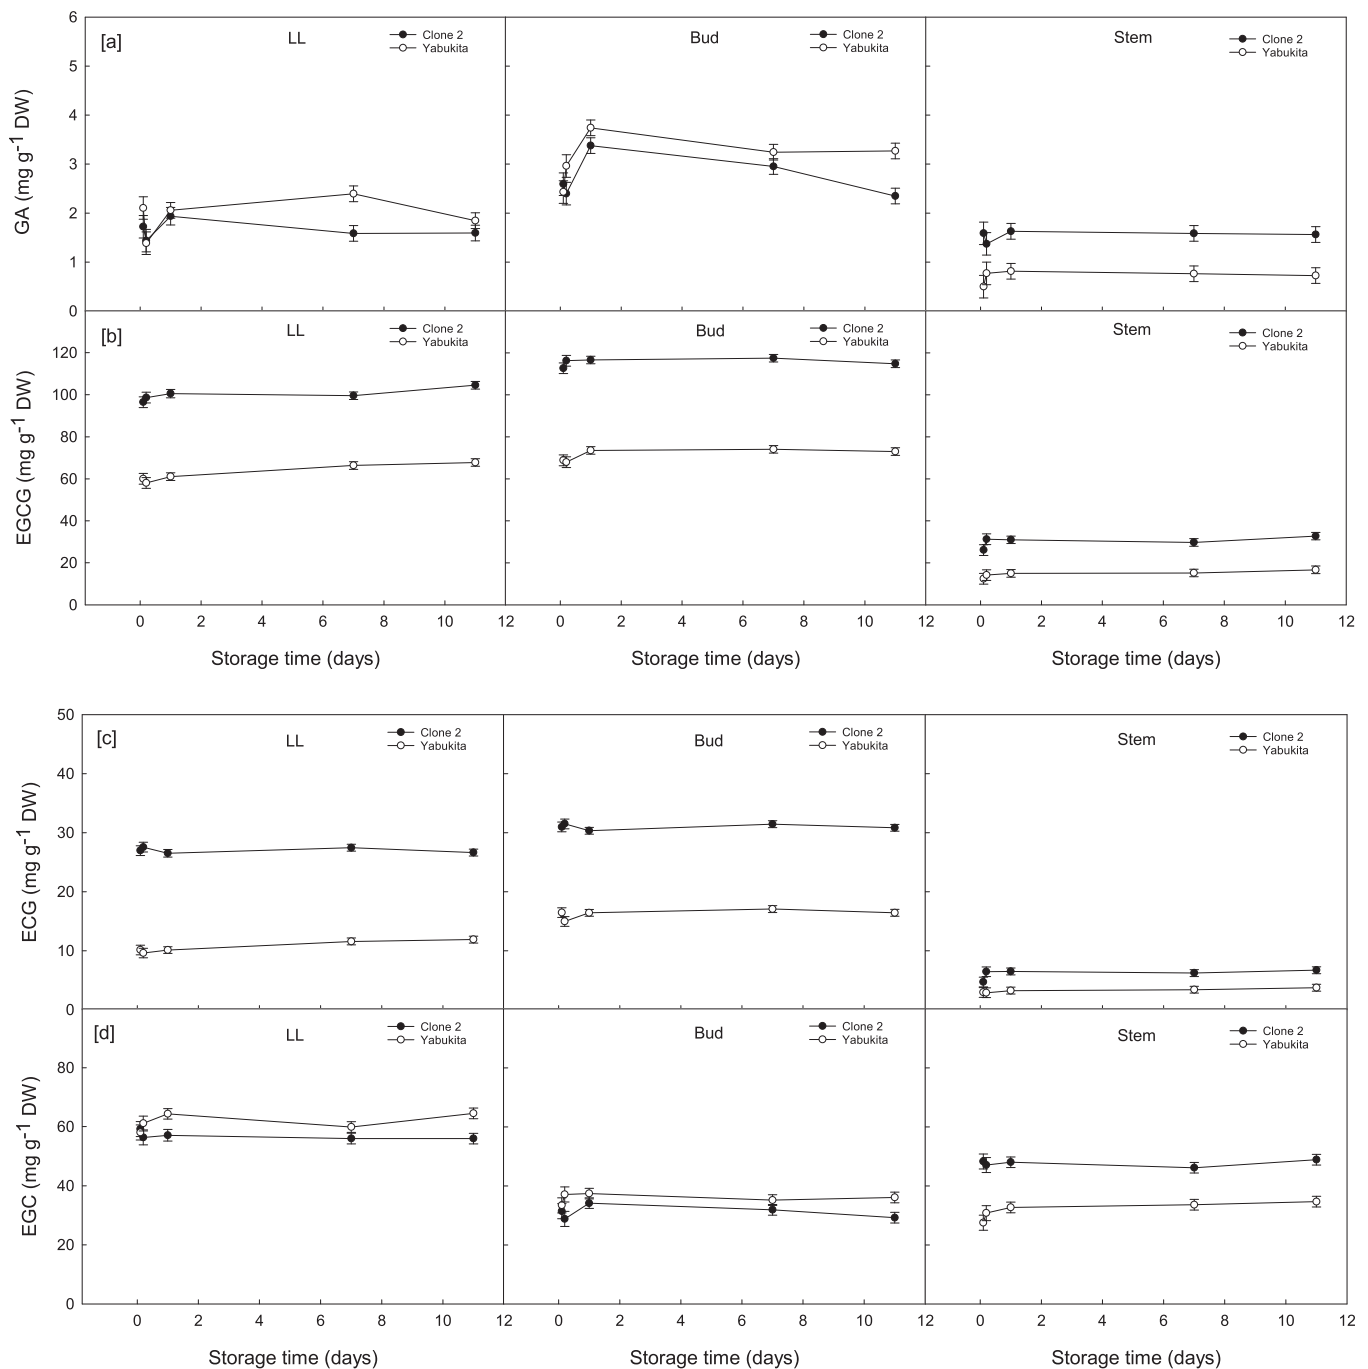 [a] LL Clone 2 Yabukita Bud Stem Clone 2 Yabukita
GA (mg g-1 DW)
6
5
4
3
2
1
0
[b] LL Clone 2 Yabukita Bud Stem Clone 2 Yabukita
EGCG (mg g-1 DW)
120
100
80
60
40
20
0
0 2 4 6 8 10 12 0 2 4 6 8 10 12 0 2 4 6 8 10 12
Storage time (days) Storage time (days) Storage time (days)
[c] LL Clone 2 Yabukita Bud Clone 2 Yabukita Stem Clone 2 Yabukita
ECG (mg g-1 DW)
50
40
30
20
10
0
[d] LL Clone 2 Yabukita Bud Clone 2 Yabukita Stem Clone 2 Yabukita
EGC (mg g-1 DW)
80
60
40
20
0
0 2 4 6 8 10 12 0 2 4 6 8 10 12 0 2 4 6 8 10 12
Storage time (days) Storage time (days) Storage time (days)